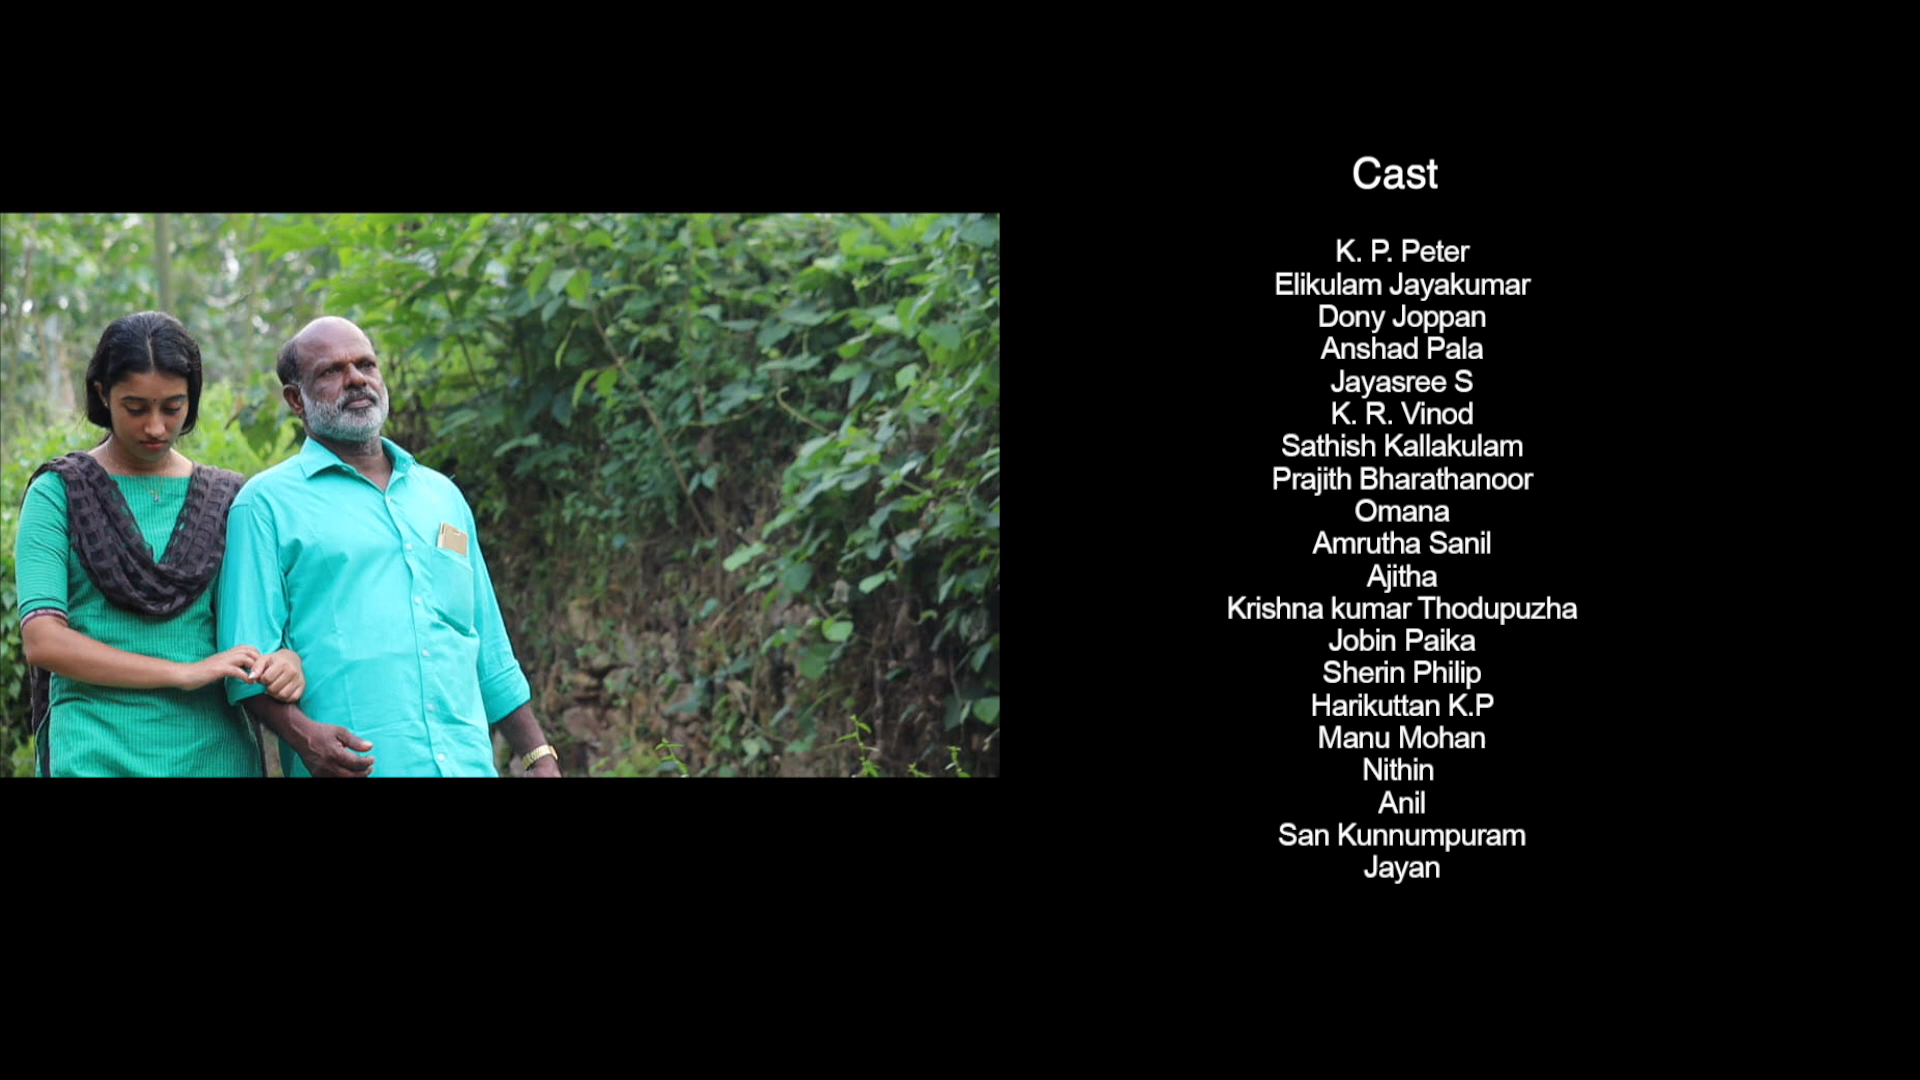 Cast
K. P. Peter
Elikulam Jayakumar
Dony Joppan
Anshad Pala
Jayasree S
K. R. Vinod
Sathish Kallakulam
Prajith Bharathanoor
Omana
Amrutha Sanil
Ajitha
Krishna kumar Thodupuzha
Jobin Paika
Sherin Philip
Harikuttan K.P
Manu Mohan
Nithin
Anil
San Kunnumpuram
Jayan